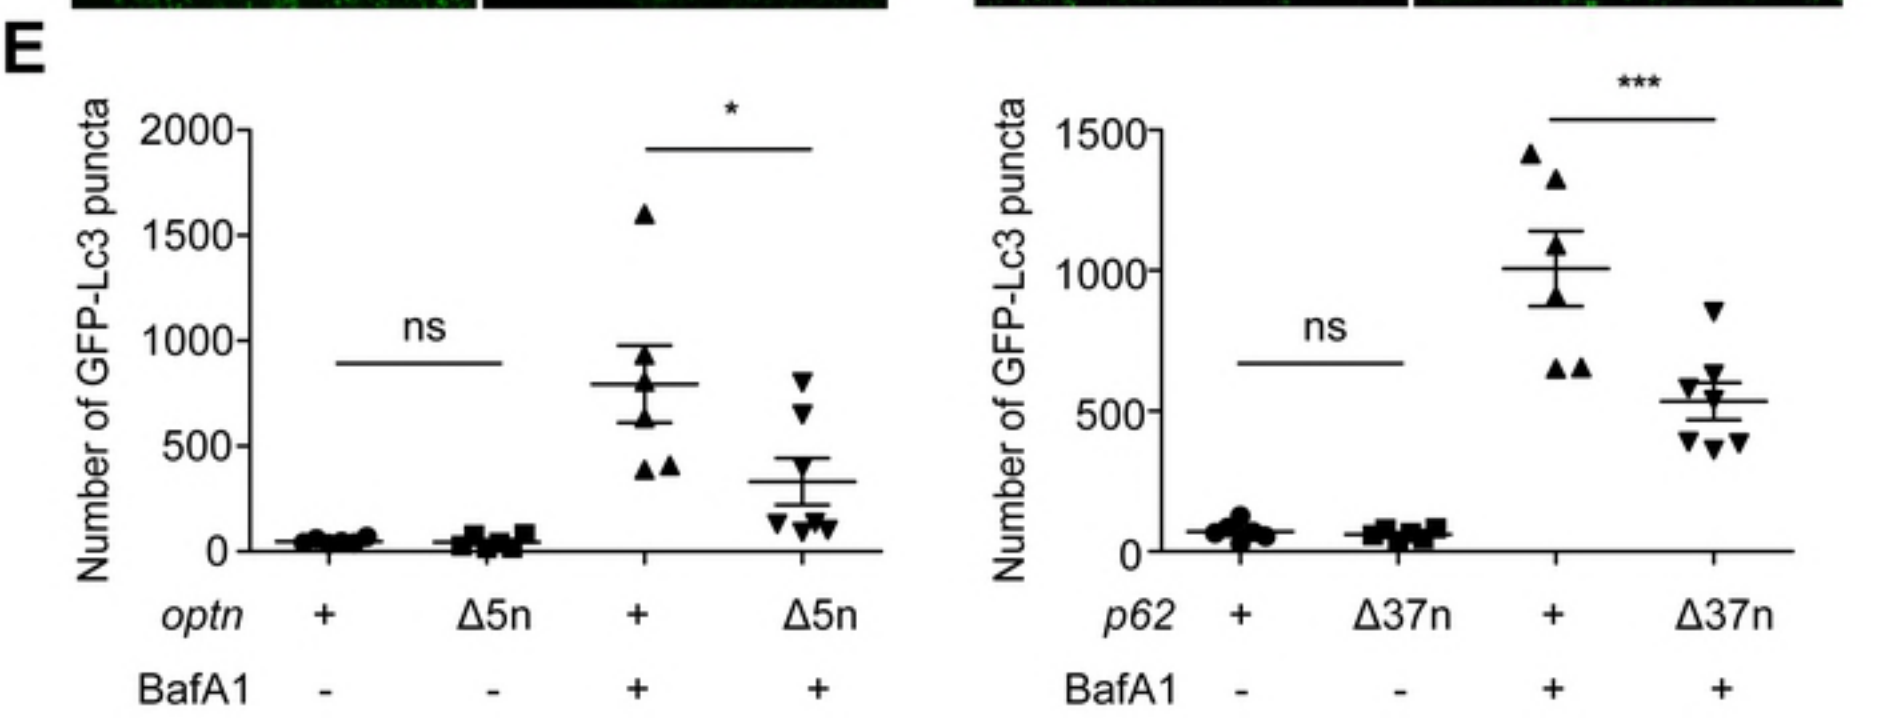 E
Number of GFP-Lc3 puncta
2000
1500
1000
500
0
ns
*
optn + Δ5n + Δ5n
BafA1 - - + +
Number of GFP-Lc3 puncta
1500
1000
500
0
ns
***
p62 + Δ37n + Δ37n
BafA1 - - + +